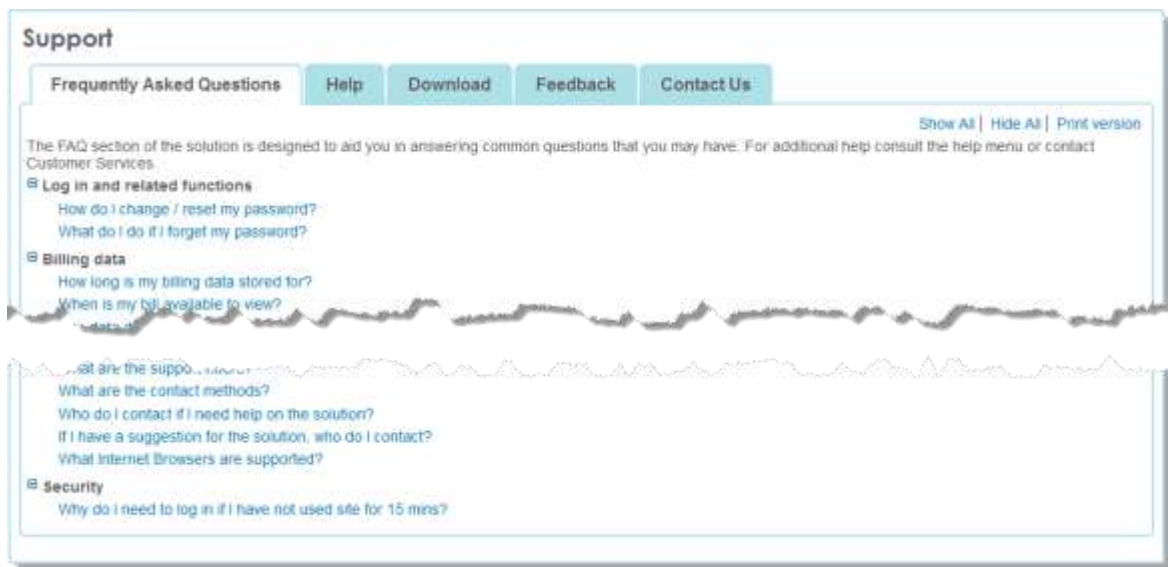 Support
Frequently Asked Questions Help Download Feedback Contact Us
Show All | Hide All | Print version
The FAQ section of the solution is designed to aid you in answering common questions that you may have. For additional help consult the help menu or contact
Customer Services.
Log in and related functions
How do I change / reset my password?
What do I do if I forget my password?
Billing data
How long is my billing data stored for?
When is my bill available to view?
data
are the
What are the contact methods?
Who do I contact if I need help on the solution?
If I have a suggestion for the solution, who do I contact?
What Internet Browsers are supported?
Security
Why do I need to log in if I have not used site for 15 mins?